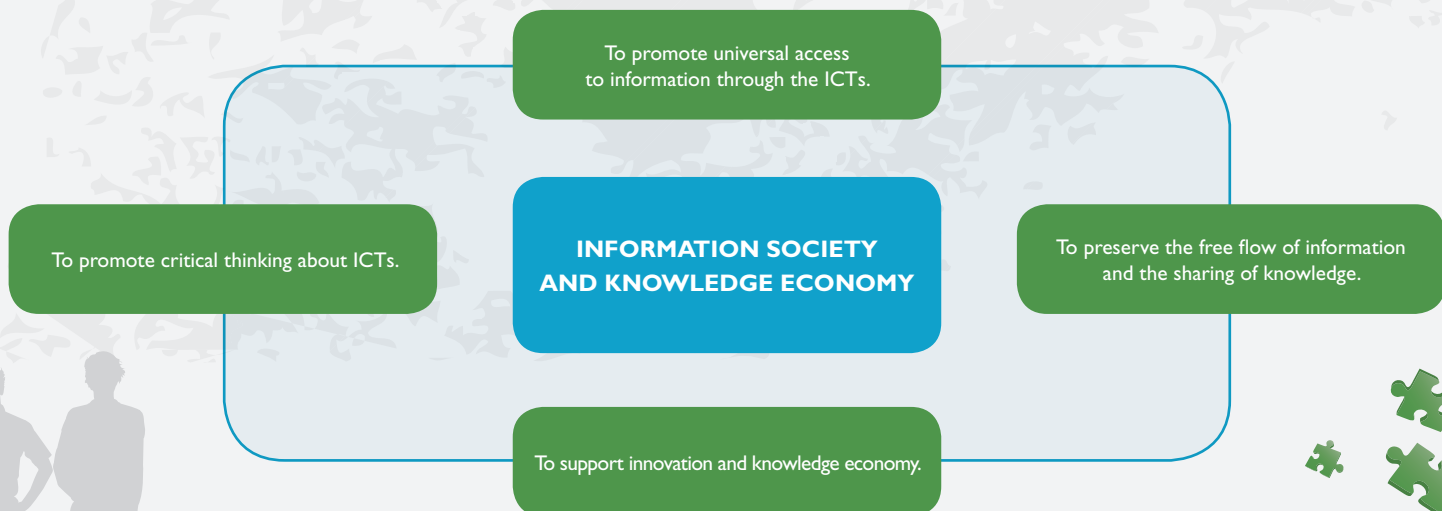 To promote universal access
to information through the ICTs.
To promote critical thinking about ICTs.
INFORMATION SOCIETY
AND KNOWLEDGE ECONOMY
To preserve the free flow of information
and the sharing of knowledge.
To support innovation and knowledge economy.